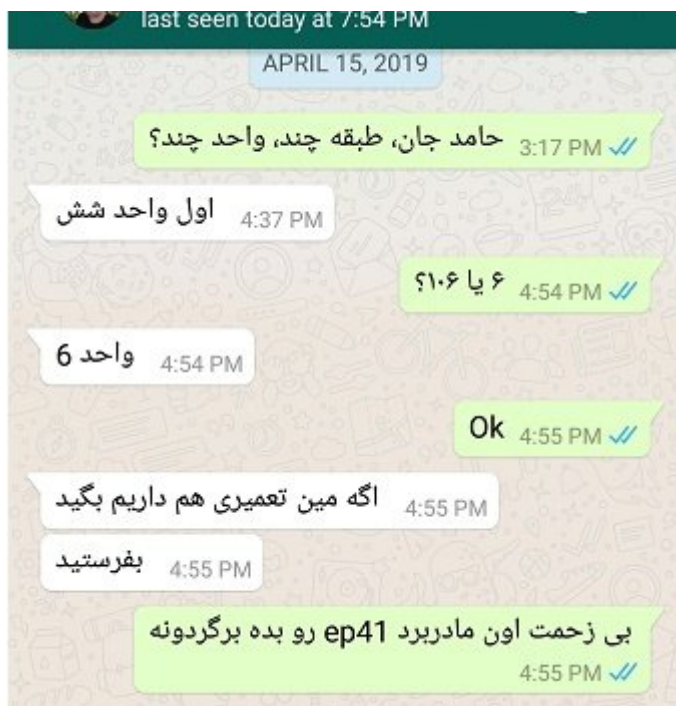 last seen today at 7:54 PM
APRIL 15, 2019
حامد جان، طبقه چند، واحد چند؟
3:17 PM
اول واحد شش
4:37 PM
۶ یا ۱۰۶؟
4:54 PM
واحد 6
4:54 PM
Ok
4:55 PM
اگه مین تعمیری هم داریم بگید
4:55 PM
بفرستید
4:55 PM
بی زحمت اون مادربرد ep41 رو بده برگردونه
4:55 PM